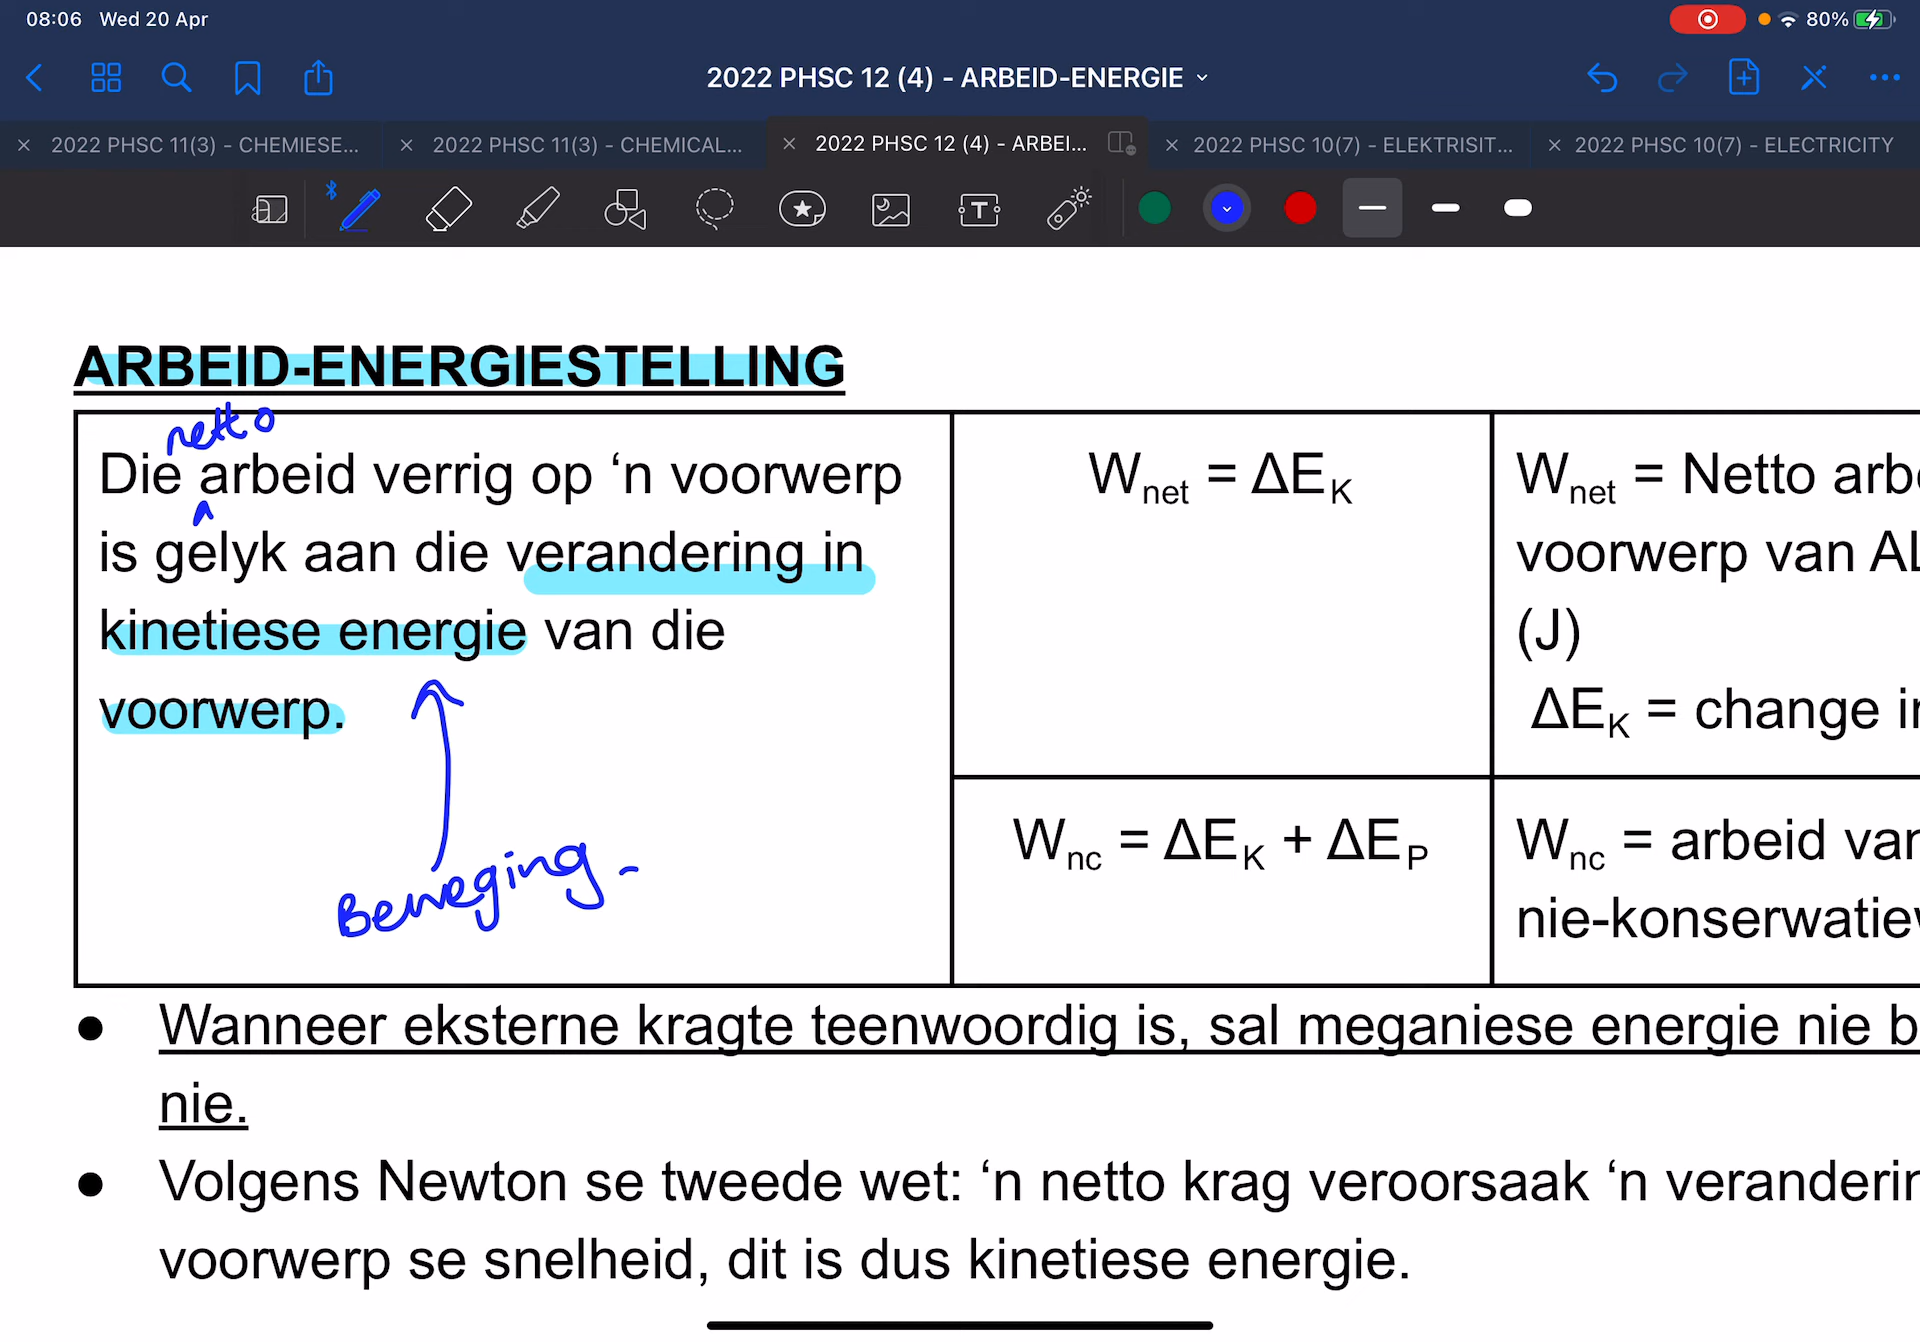 08:06 Wed 20 Apr
80%
2022 PHSC 12 (4) - ARBEID-ENERGIE
2022 PHSC 11(3) - CHEMIESE...
2022 PHSC 11(3) - CHEMICAL...
2022 PHSC 12 (4) - ARBEI...
2022 PHSC 10(7) - ELEKTRISIT...
2022 PHSC 10(7) - ELECTRICITY
ARBEID-ENERGIESTELLING
netto
Die arbeid verrig op ‘n voorwerp
is gelyk aan die verandering in
kinetiese energie van die
voorwerp.
Beweging -
Wnet = ΔEK
Wnet = Netto arb
voorwerp van AL
(J)
ΔEK = change in
Wnc = ΔEK + ΔEP
Wnc = arbeid van
nie-konserwatiew
● Wanneer eksterne kragte teenwoordig is, sal meganiese energie nie b
nie.
● Volgens Newton se tweede wet: ‘n netto krag veroorsaak ‘n verandering
voorwerp se snelheid, dit is dus kinetiese energie.